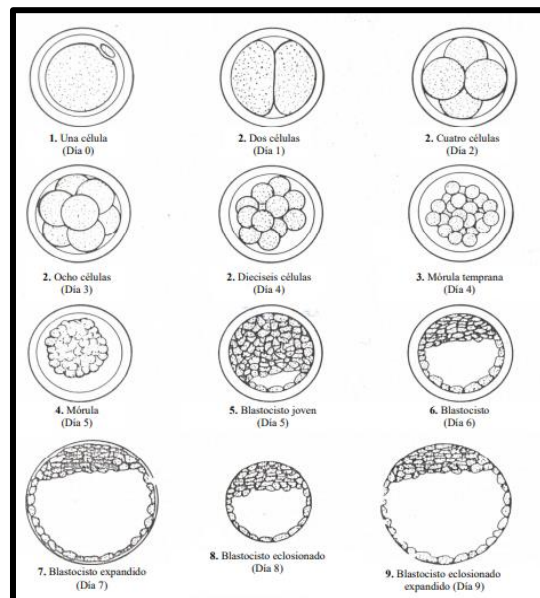 1. Una célula
(Día 0)
2. Dos células
(Día 1)
2. Cuatro células
(Día 2)
2. Ocho células
(Día 3)
2. Dieciseis células
(Día 4)
3. Mórula temprana
(Día 4)
4. Mórula
(Día 5)
5. Blastocisto joven
(Día 5)
6. Blastocisto
(Día 6)
7. Blastocisto expandido
(Día 7)
8. Blastocisto eclosionado
(Día 8)
9. Blastocisto eclosionado
expandido (Día 9)